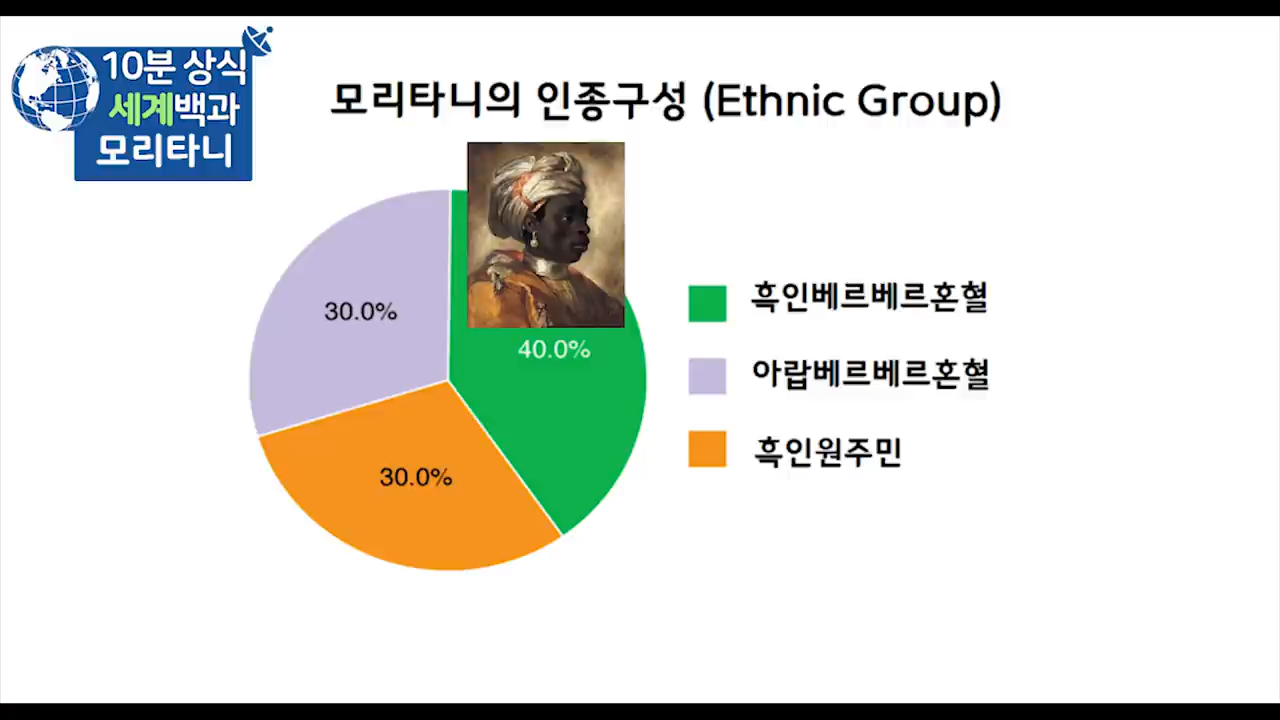 10분 상식
세계백과
모리타니
모리타니의 인종구성 (Ethnic Group)
30.0%
40.0%
30.0%
흑인베르베르혼혈
아랍베르베르혼혈
흑인원주민